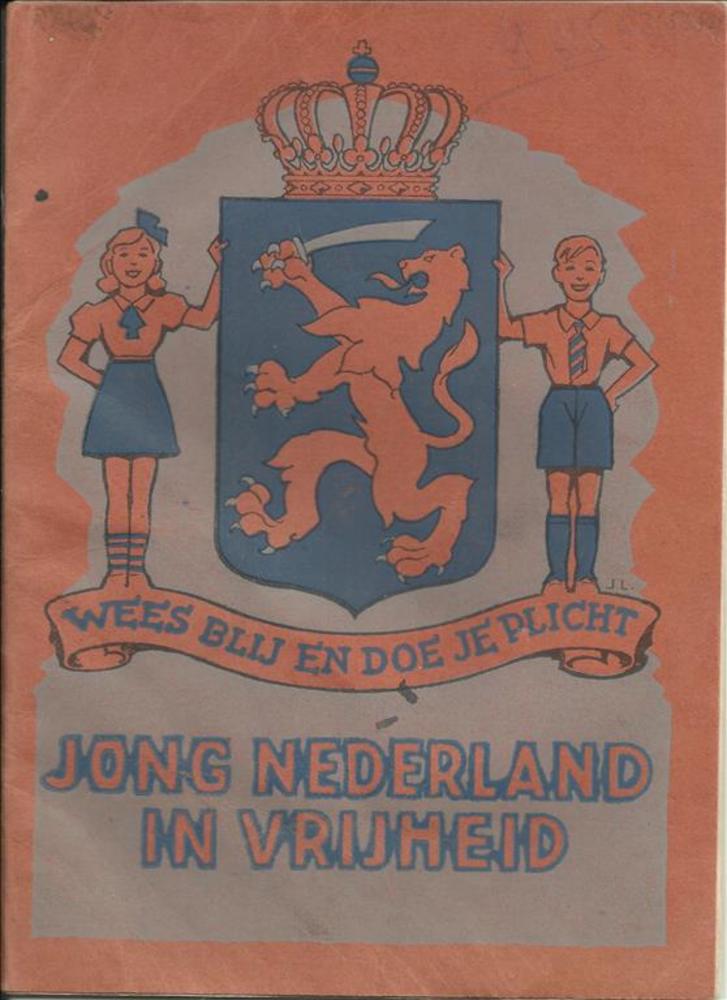 J.L.
WEES BLIJ EN DOE JE PLICHT
JONG NEDERLAND
IN VRIJHEID